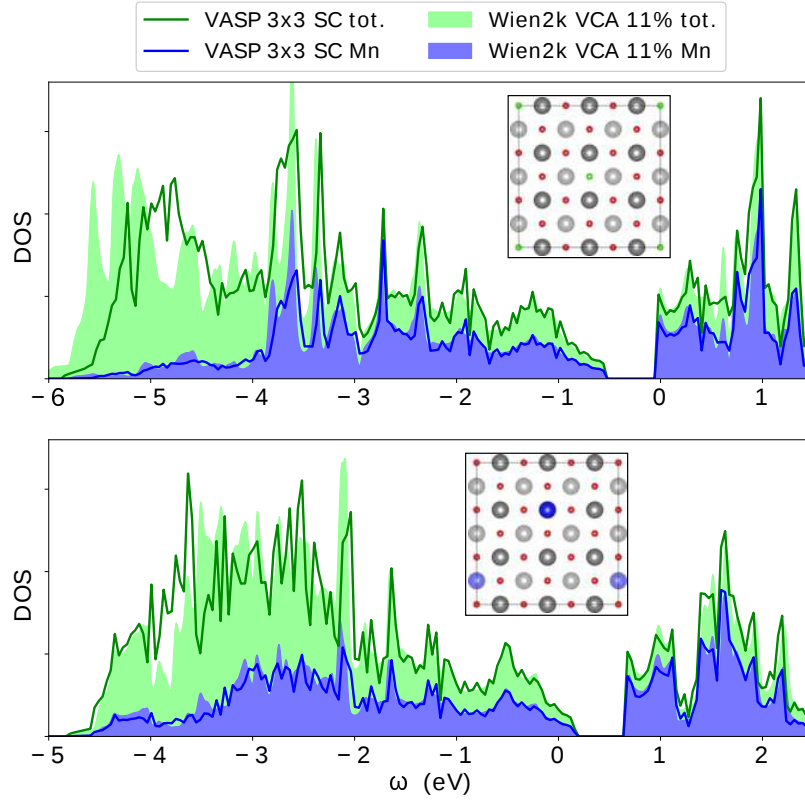 VASP 3x3 SC tot.
Wien2k VCA 11% tot.
VASP 3x3 SC Mn
Wien2k VCA 11% Mn
DOS
−6 −5 −4 −3 −2 −1 0 1
DOS
−5 −4 −3 −2 −1 0 1 2
ω (eV)